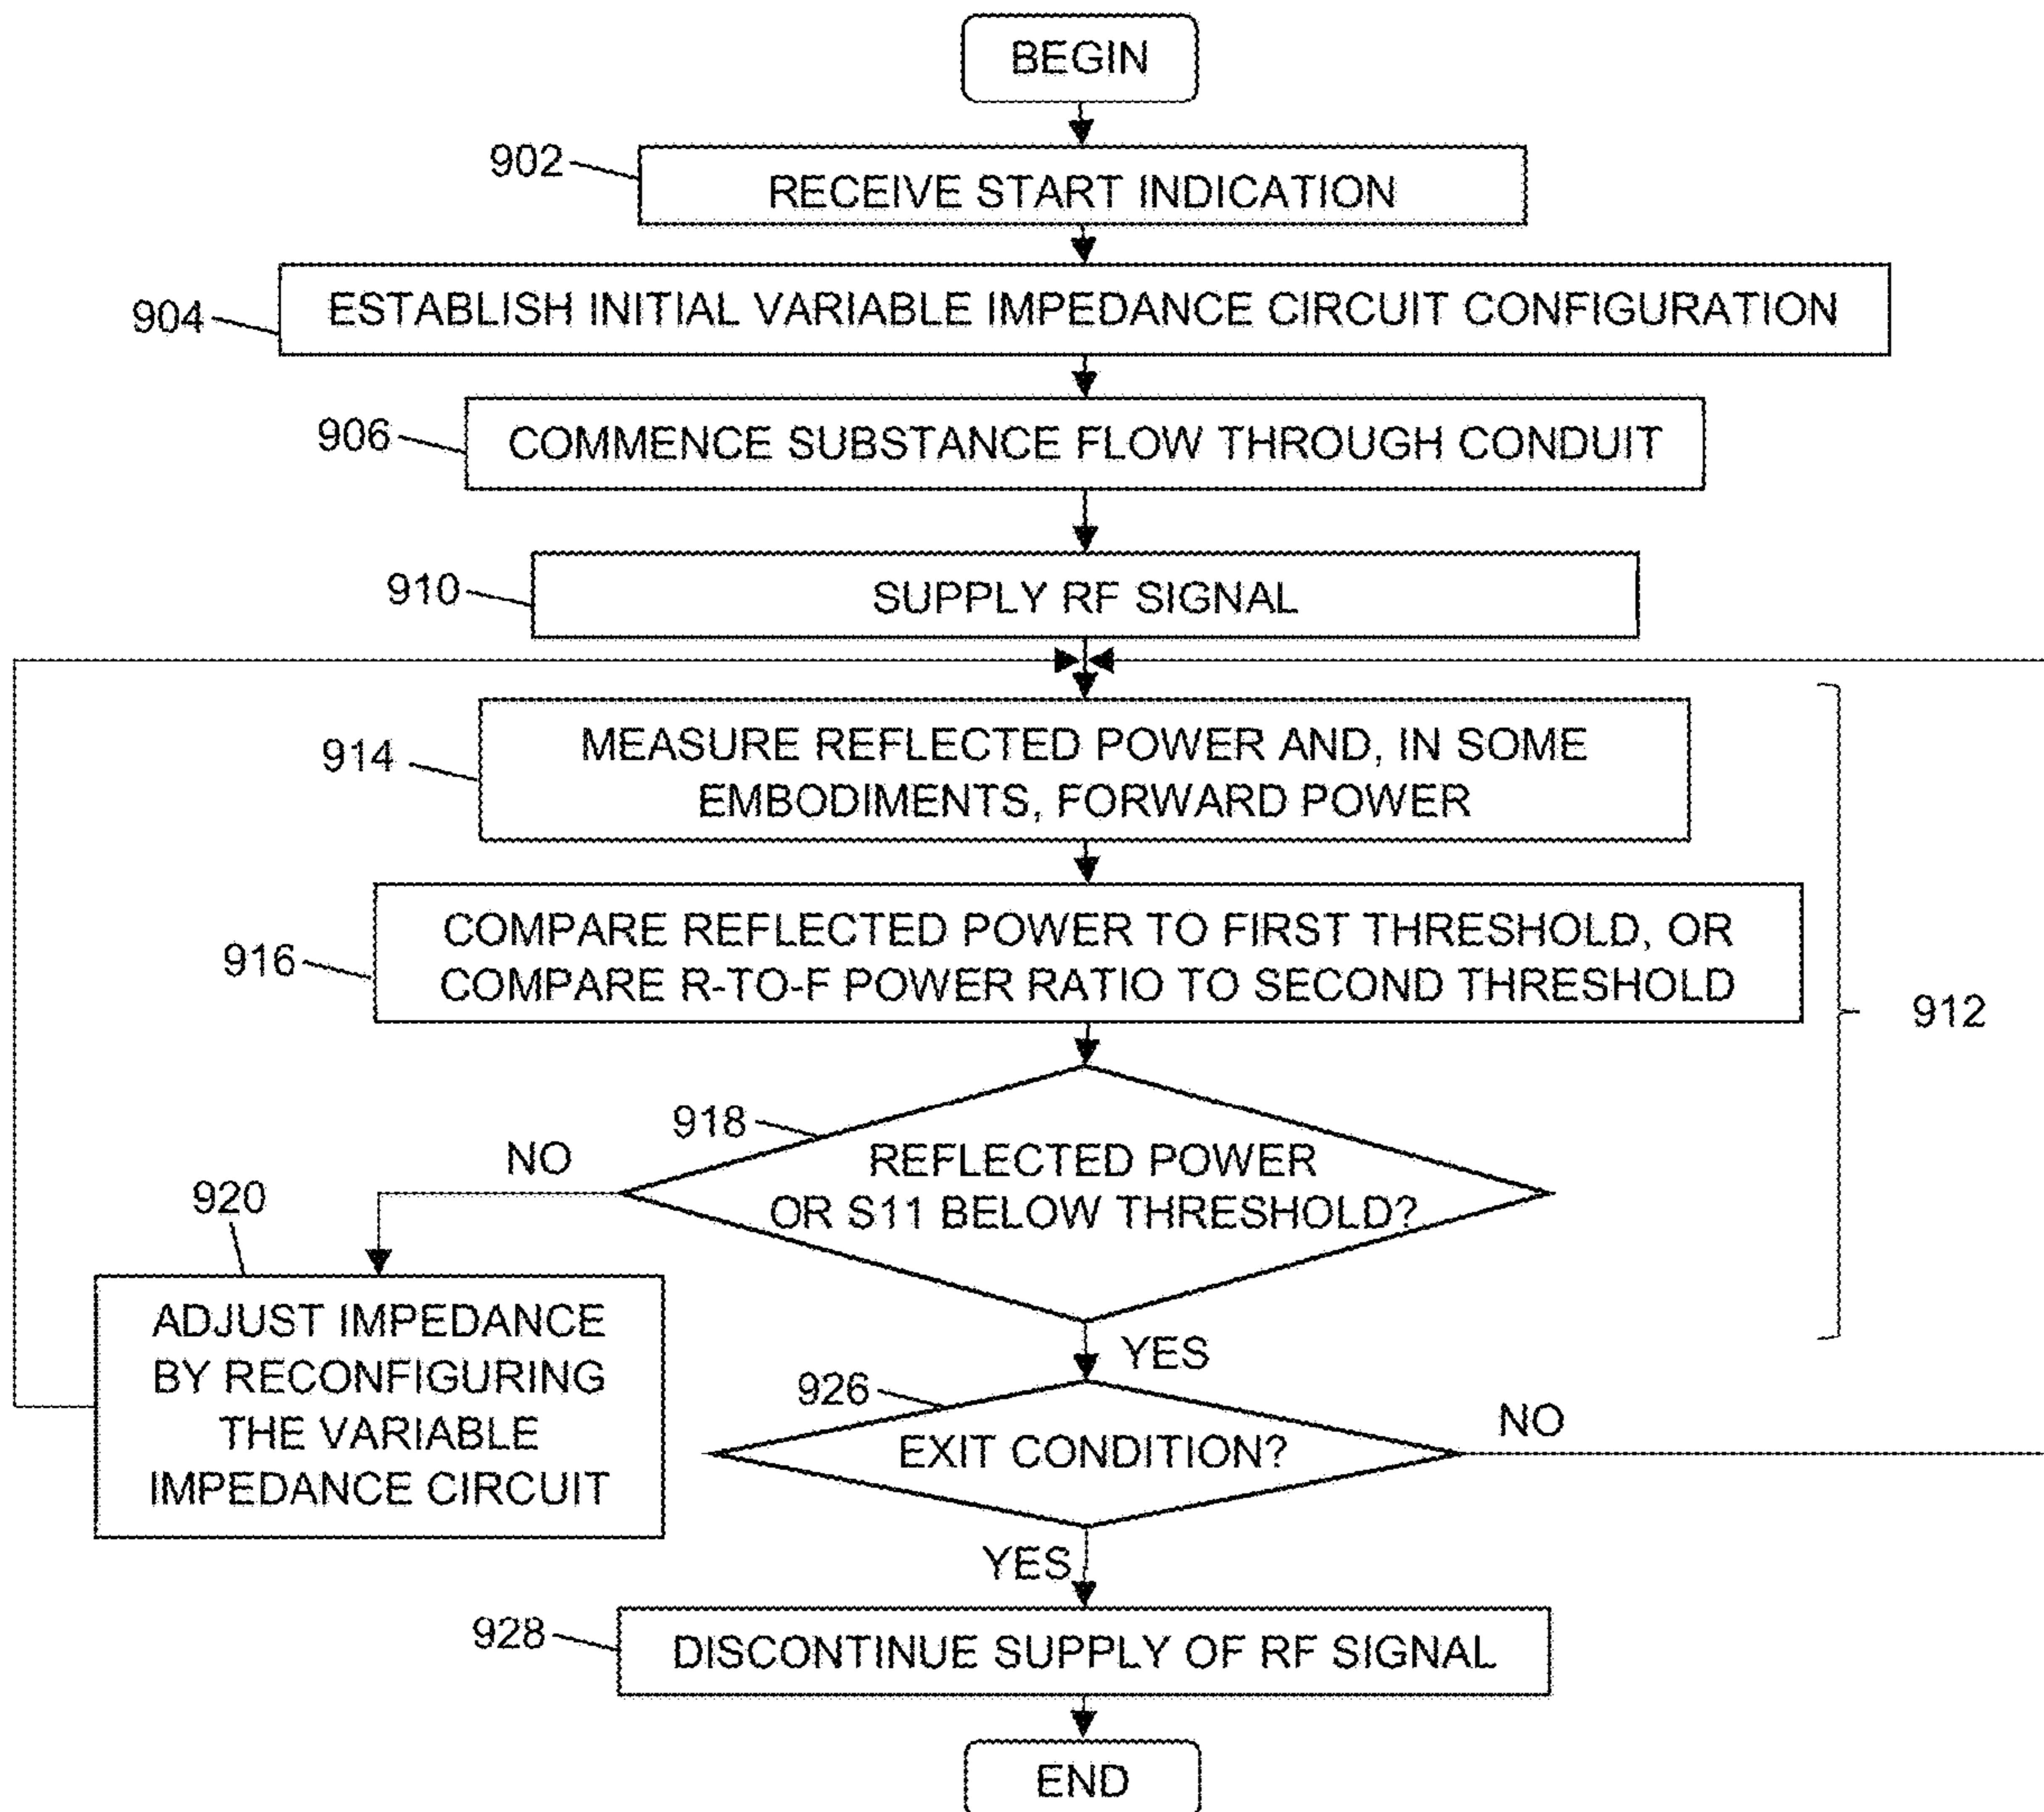 BEGIN
902
RECEIVE START INDICATION
904
ESTABLISH INITIAL VARIABLE IMPEDANCE CIRCUIT CONFIGURATION
906
COMMENCE SUBSTANCE FLOW THROUGH CONDUIT
910
SUPPLY RF SIGNAL
914
MEASURE REFLECTED POWER AND, IN SOME
EMBODIMENTS, FORWARD POWER
916
COMPARE REFLECTED POWER TO FIRST THRESHOLD, OR
COMPARE R-TO-F POWER RATIO TO SECOND THRESHOLD
912
918
REFLECTED POWER
OR S11 BELOW THRESHOLD?
NO
920
ADJUST IMPEDANCE
BY RECONFIGURING
THE VARIABLE
IMPEDANCE CIRCUIT
YES
926
EXIT CONDITION?
NO
YES
928
DISCONTINUE SUPPLY OF RF SIGNAL
END